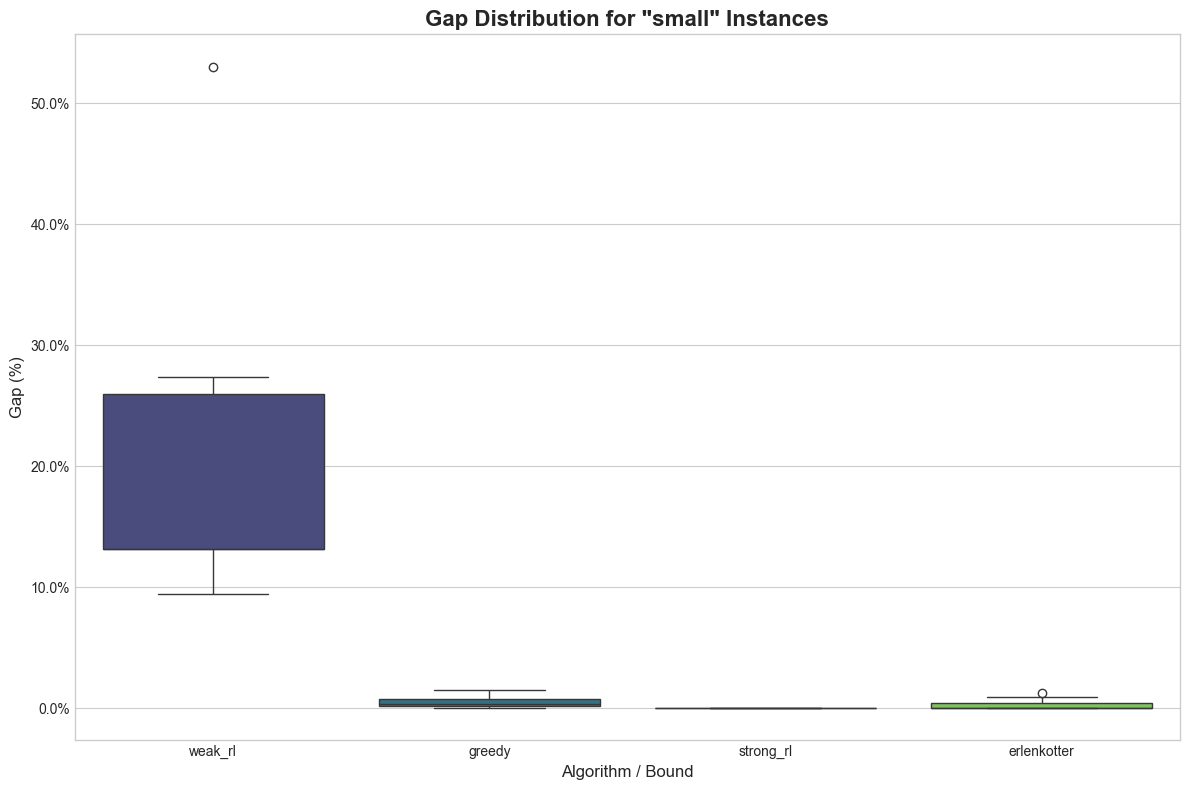 Gap Distribution for "small" Instances
Gap (%)
50.0%
40.0%
30.0%
20.0%
10.0%
0.0%
weak_rl
greedy
strong_rl
erlenkotter
Algorithm / Bound